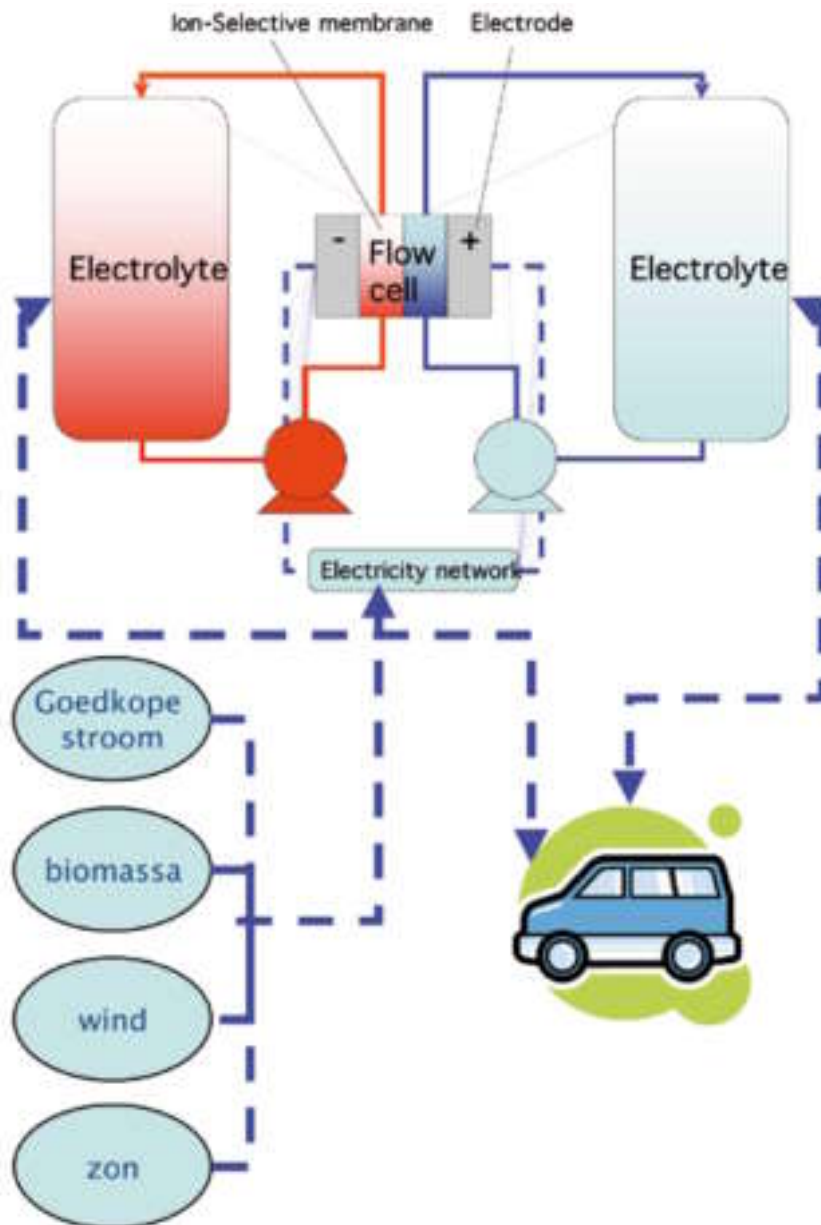 Ion-Selective membrane
Electrode
Electrolyte
-
Flow
cell
+
Electrolyte
Electricity network
Goedkope
stroom
biomassa
wind
zon